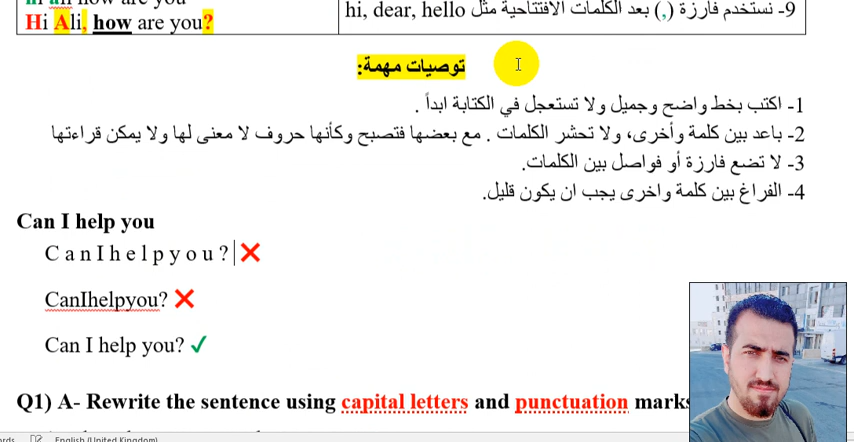 9- نستخدم فارزة (,) بعد الكلمات الافتتاحية مثل hi, dear, hello
Hi Ali, how are you?
توصيات مهمة:
1- اكتب بخط واضح وجميل ولا تستعجل في الكتابة ابداً .
2- باعد بين كلمة وأخرى، ولا تحشر الكلمات . مع بعضها فتصبح وكأنها حروف لا معنى لها ولا يمكن قراءتها
3- لا تضع فارزة أو فواصل بين الكلمات.
4- الفراغ بين كلمة واخرى يجب ان يكون قليل.
Can I help you
C a n I h e l p y o u ? ❌
CanIhelpyou? ❌
Can I help you? ✓
Q1) A- Rewrite the sentence using capital letters and punctuation marks
English (United Kingdom)